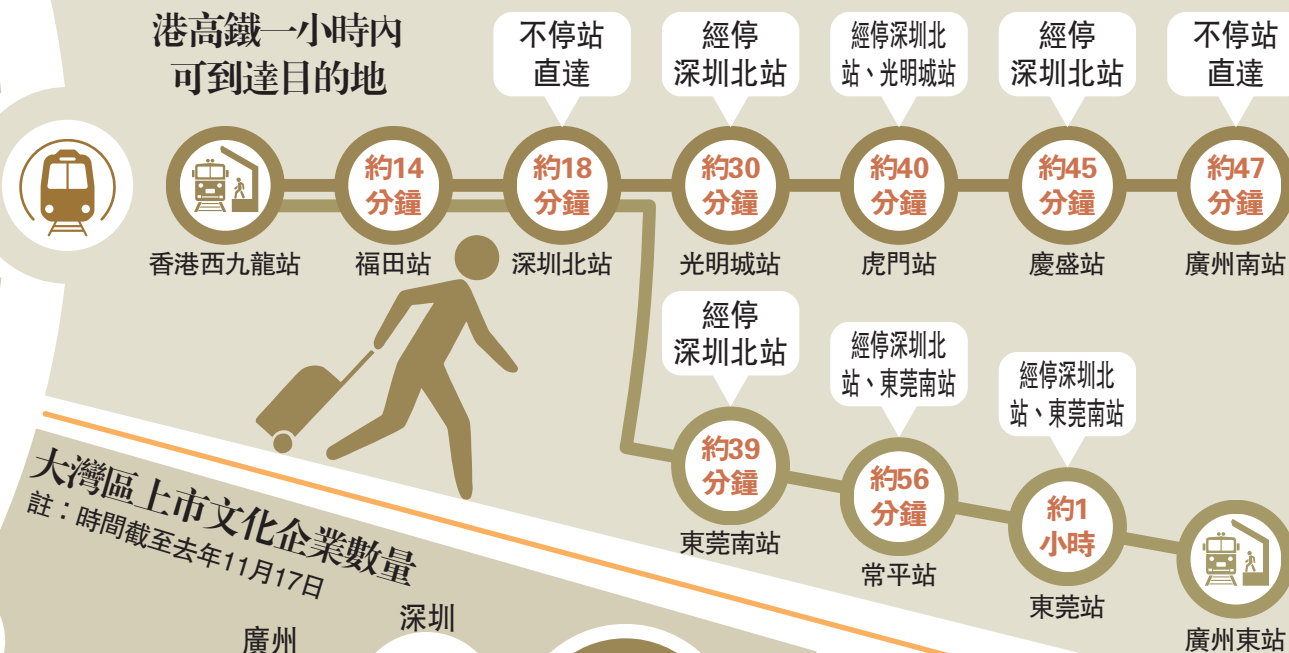 港高鐵一小時內
可到達目的地
不停站
直達
經停
深圳北站
經停深圳北
站、光明城站
經停
深圳北站
不停站
直達
約14
分鐘
約18
分鐘
約30
分鐘
約40
分鐘
約45
分鐘
約47
分鐘
香港西九龍站
福田站
深圳北站
光明城站
虎門站
慶盛站
廣州南站
經停
深圳北站
經停深圳北
站、東莞南站
經停深圳北
站、東莞南站
約39
分鐘
約56
分鐘
約1
小時
東莞南站
常平站
東莞站
廣州東站
大灣區上市文化企業數量
註：時間截至去年11月17日
廣州
深圳